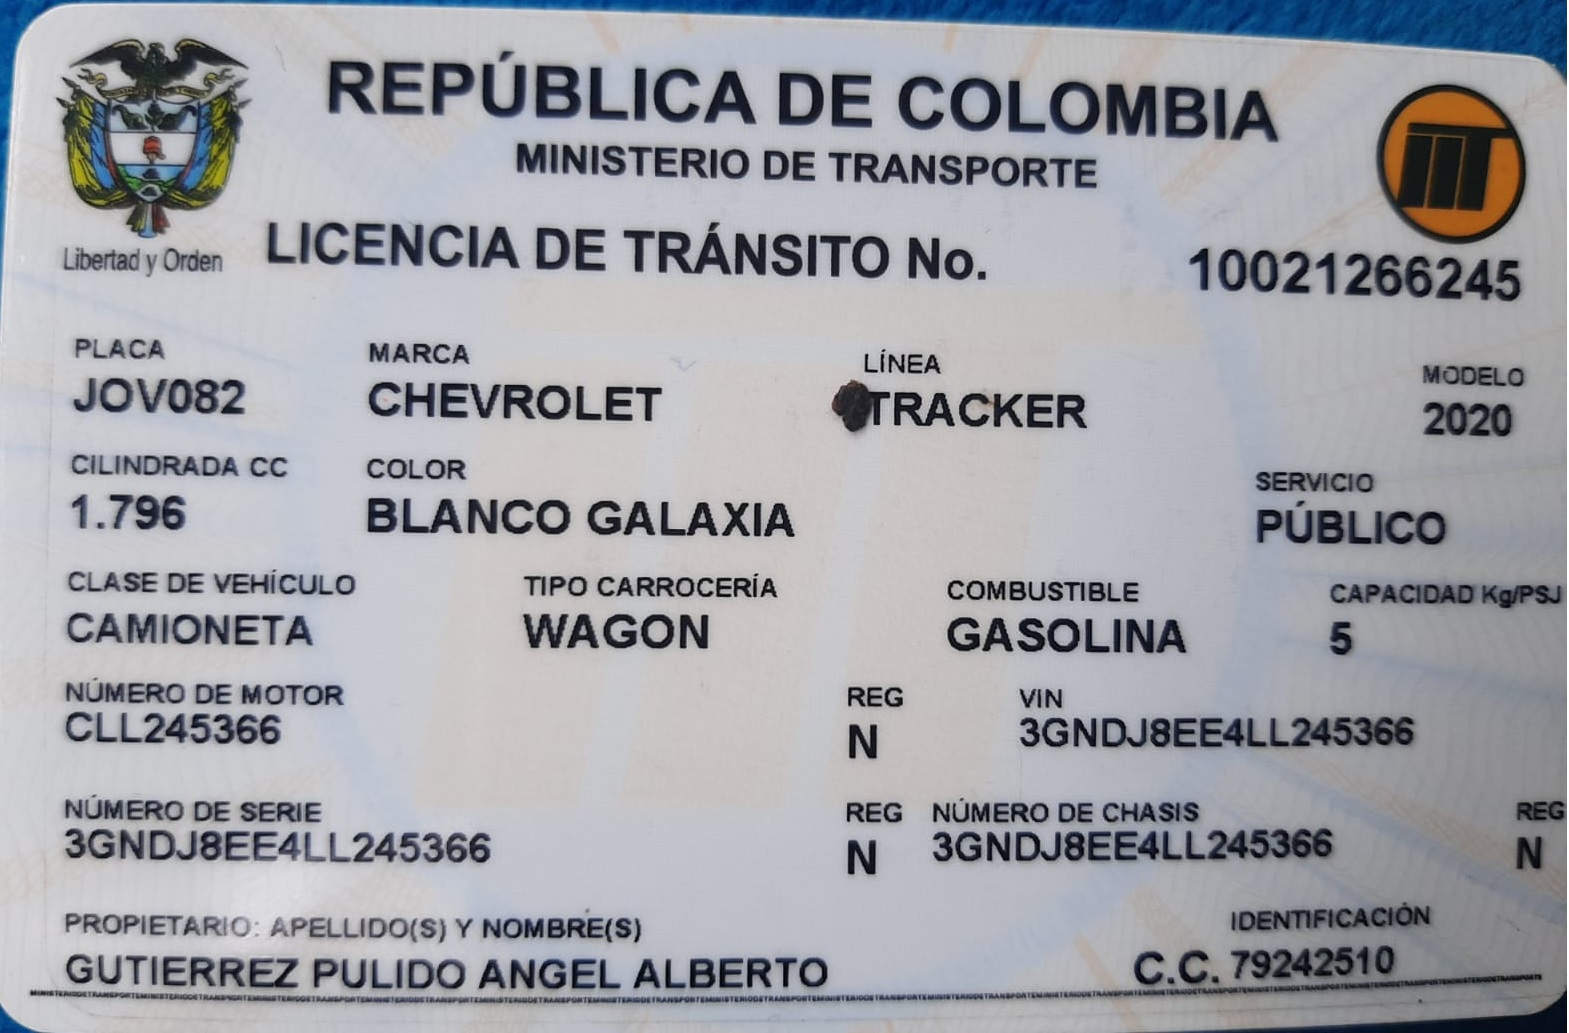 REPÚBLICA DE COLOMBIA
MINISTERIO DE TRANSPORTE
Libertad y Orden
LICENCIA DE TRÁNSITO No. 10021266245
PLACA MARCA LÍNEA MODELO
JOV082 CHEVROLET TRACKER 2020
CILINDRADA CC COLOR SERVICIO
1.796 BLANCO GALAXIA PÚBLICO
CLASE DE VEHÍCULO TIPO CARROCERÍA COMBUSTIBLE CAPACIDAD Kg/PSJ
CAMIONETA WAGON GASOLINA 5
NÚMERO DE MOTOR REG VIN
CLL245366 N 3GNDJ8EE4LL245366
NÚMERO DE SERIE REG NÚMERO DE CHASIS REG
3GNDJ8EE4LL245366 N 3GNDJ8EE4LL245366 N
PROPIETARIO: APELLIDO(S) Y NOMBRE(S) IDENTIFICACIÓN
GUTIERREZ PULIDO ANGEL ALBERTO C.C. 79242510